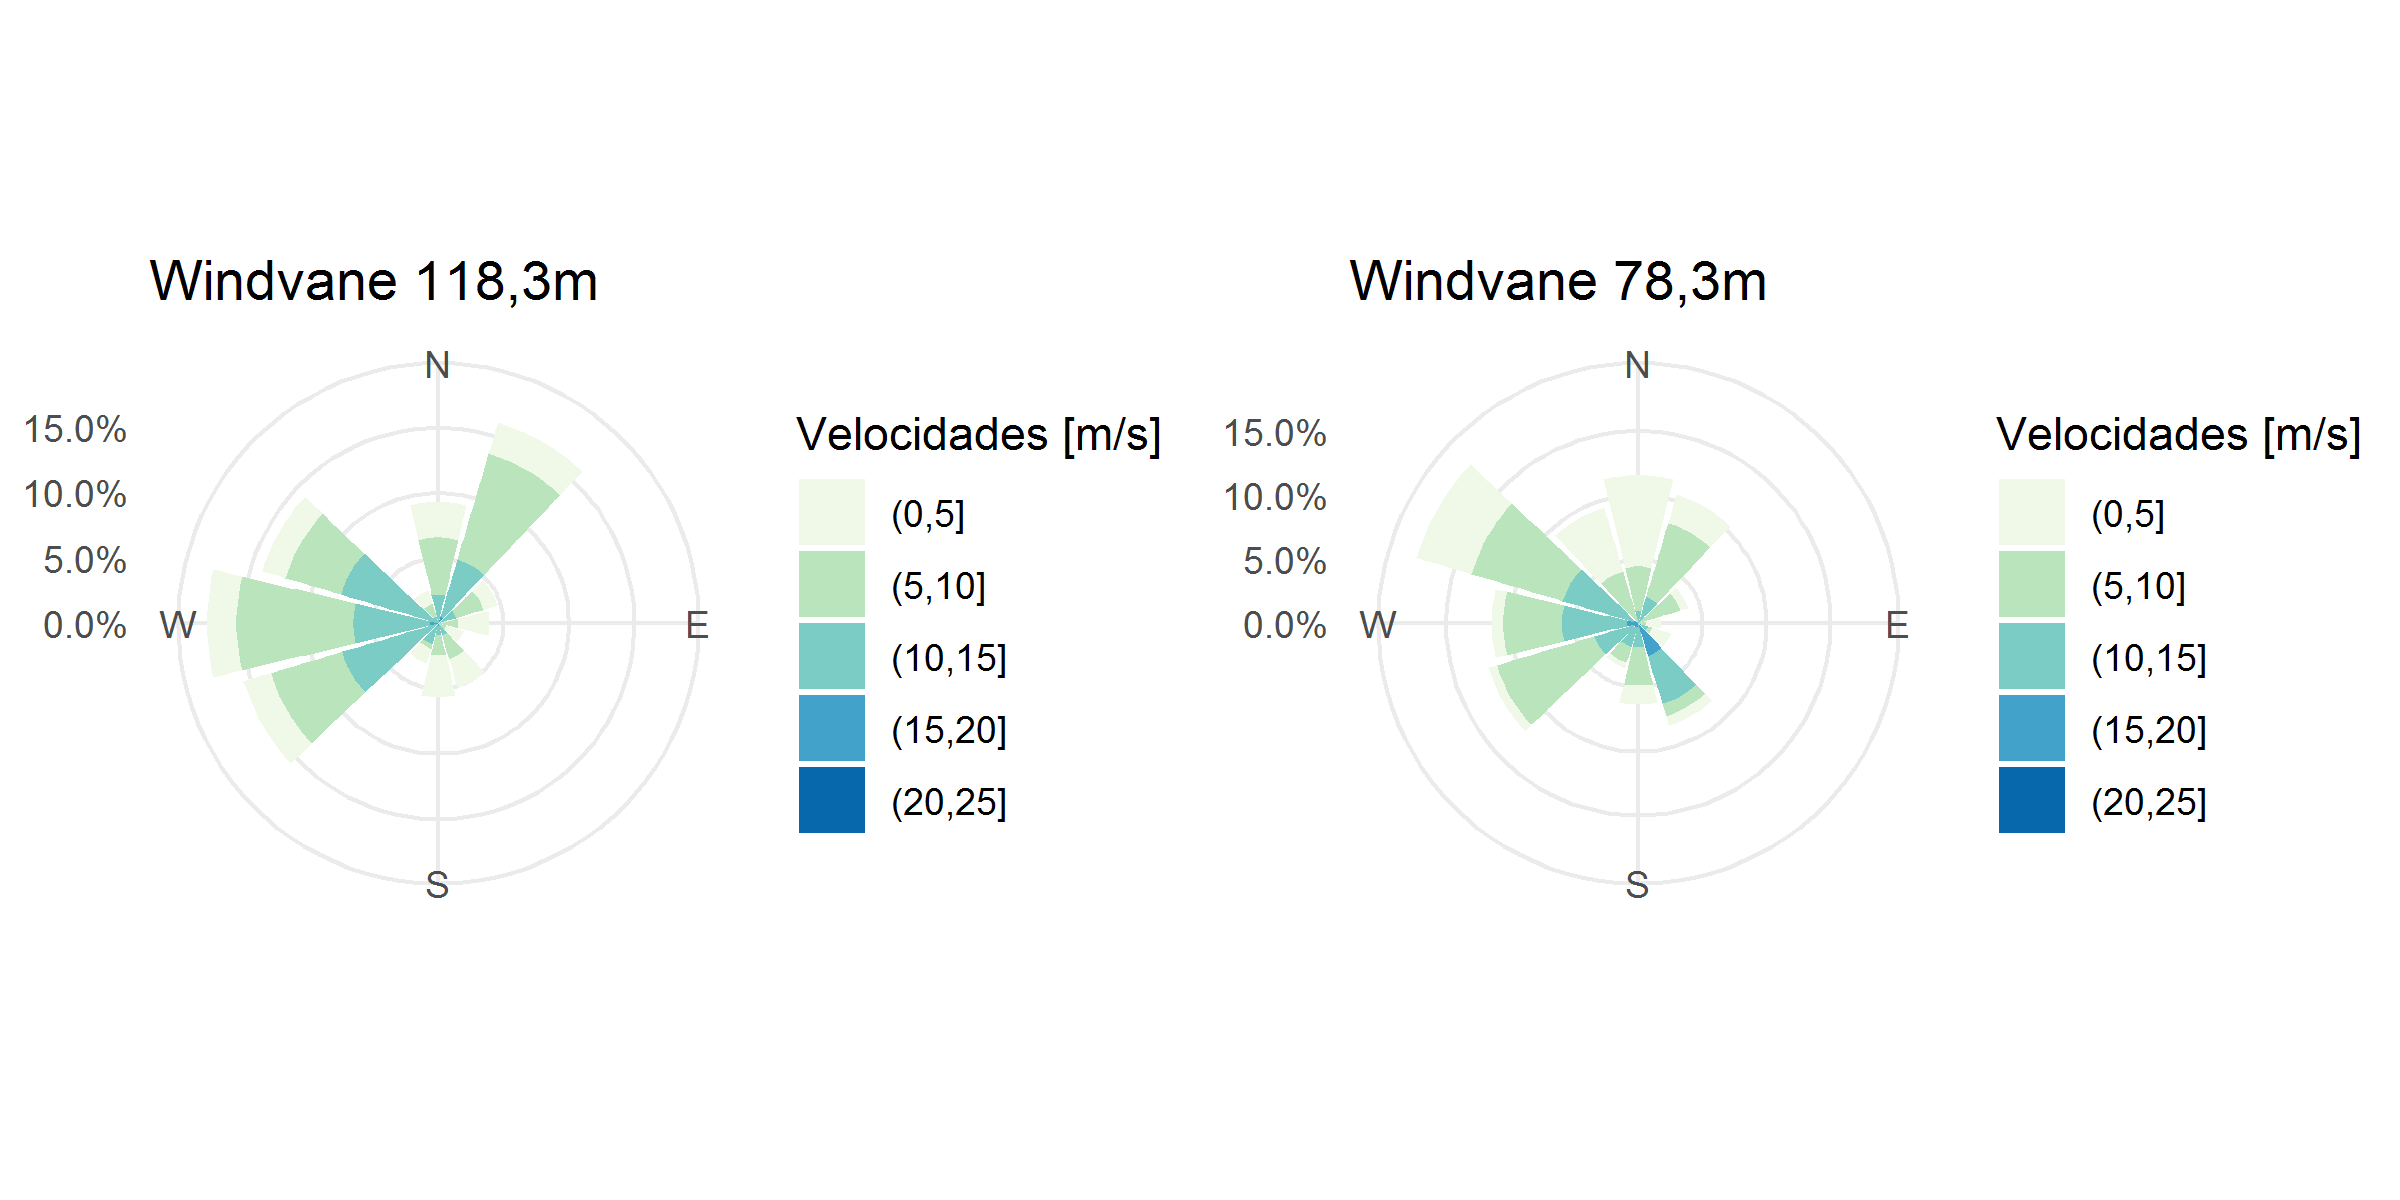 Windvane 118,3m
N
15.0%
10.0%
5.0%
0.0%
W
E
S
Velocidades [m/s]
(0,5]
(5,10]
(10,15]
(15,20]
(20,25]
Windvane 78,3m
N
15.0%
10.0%
5.0%
0.0%
W
E
S
Velocidades [m/s]
(0,5]
(5,10]
(10,15]
(15,20]
(20,25]